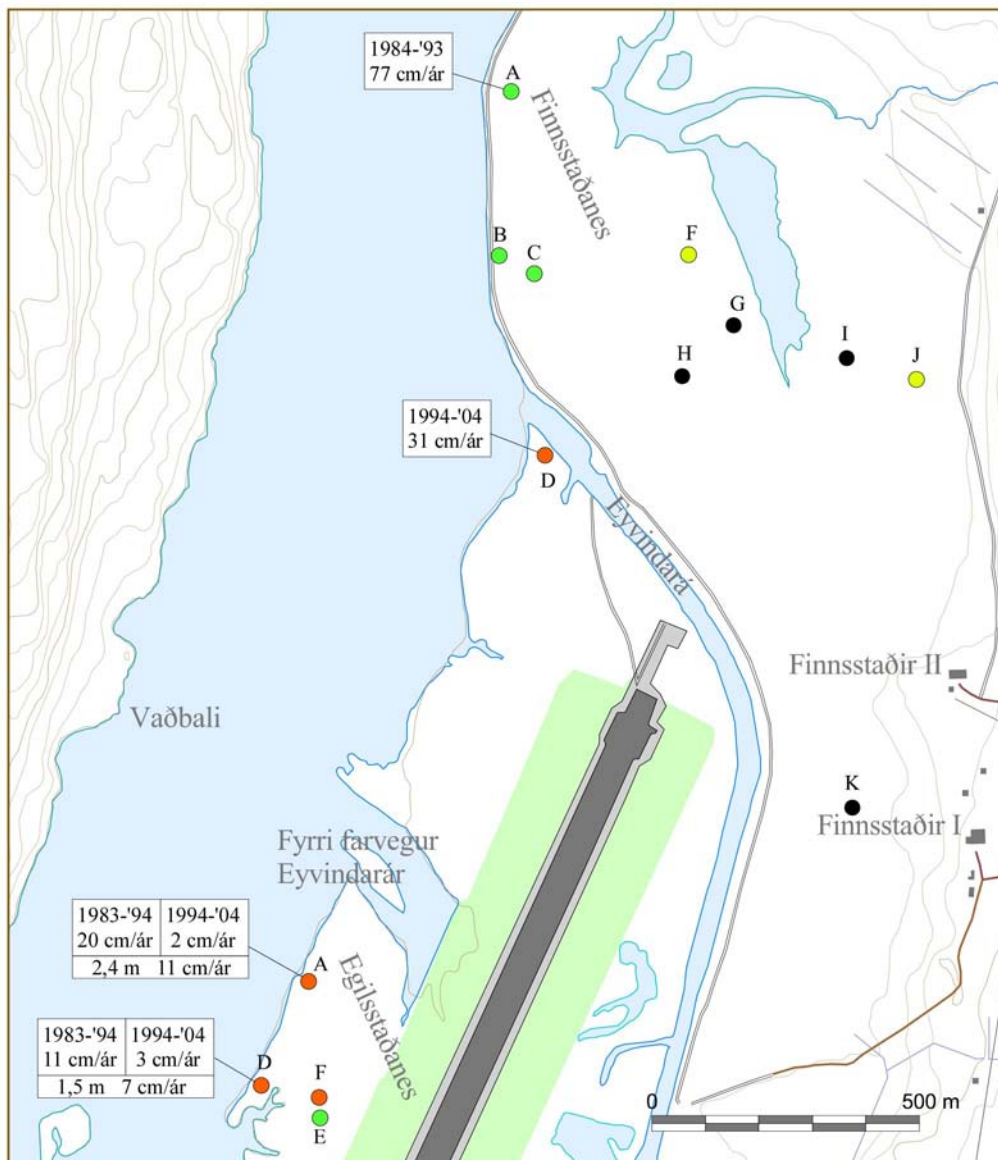 1984-'93
77 cm/ár
A
Finnsstaðanes
B
C
F
G
H
I
J
1994-'04
31 cm/ár
D
Eyvindará
Finnsstaðir II
Vaðbali
K
Finnsstaðir I
Fyrri farvegur
Eyvindarár
1983-'94 1994-'04
20 cm/ár 2 cm/ár
2,4 m 11 cm/ár
A
Egilsstaðanes
1983-'94 1994-'04
11 cm/ár 3 cm/ár
1,5 m 7 cm/ár
D
F
E
0 500 m